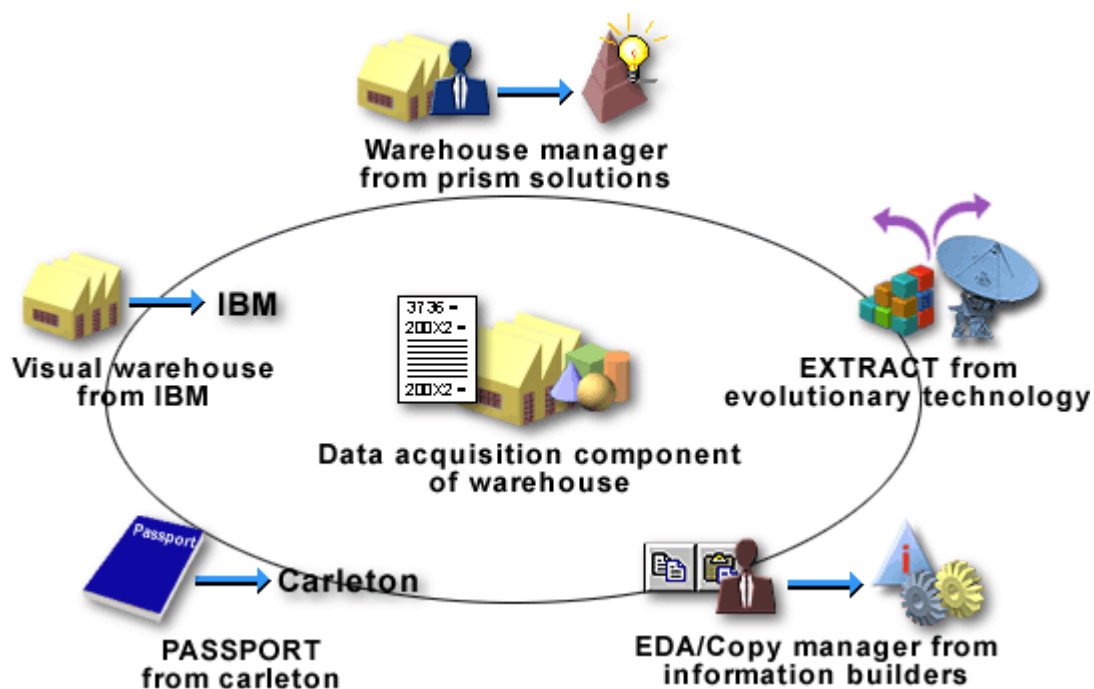 Warehouse manager
from prism solutions
IBM
Visual warehouse
from IBM
3736 =
200X2 =
200X2 =
EXTRACT from
evolutionary technology
Data acquisition component
of warehouse
Passport
Carleton
PASSPORT
from carleton
i
EDA/Copy manager from
information builders